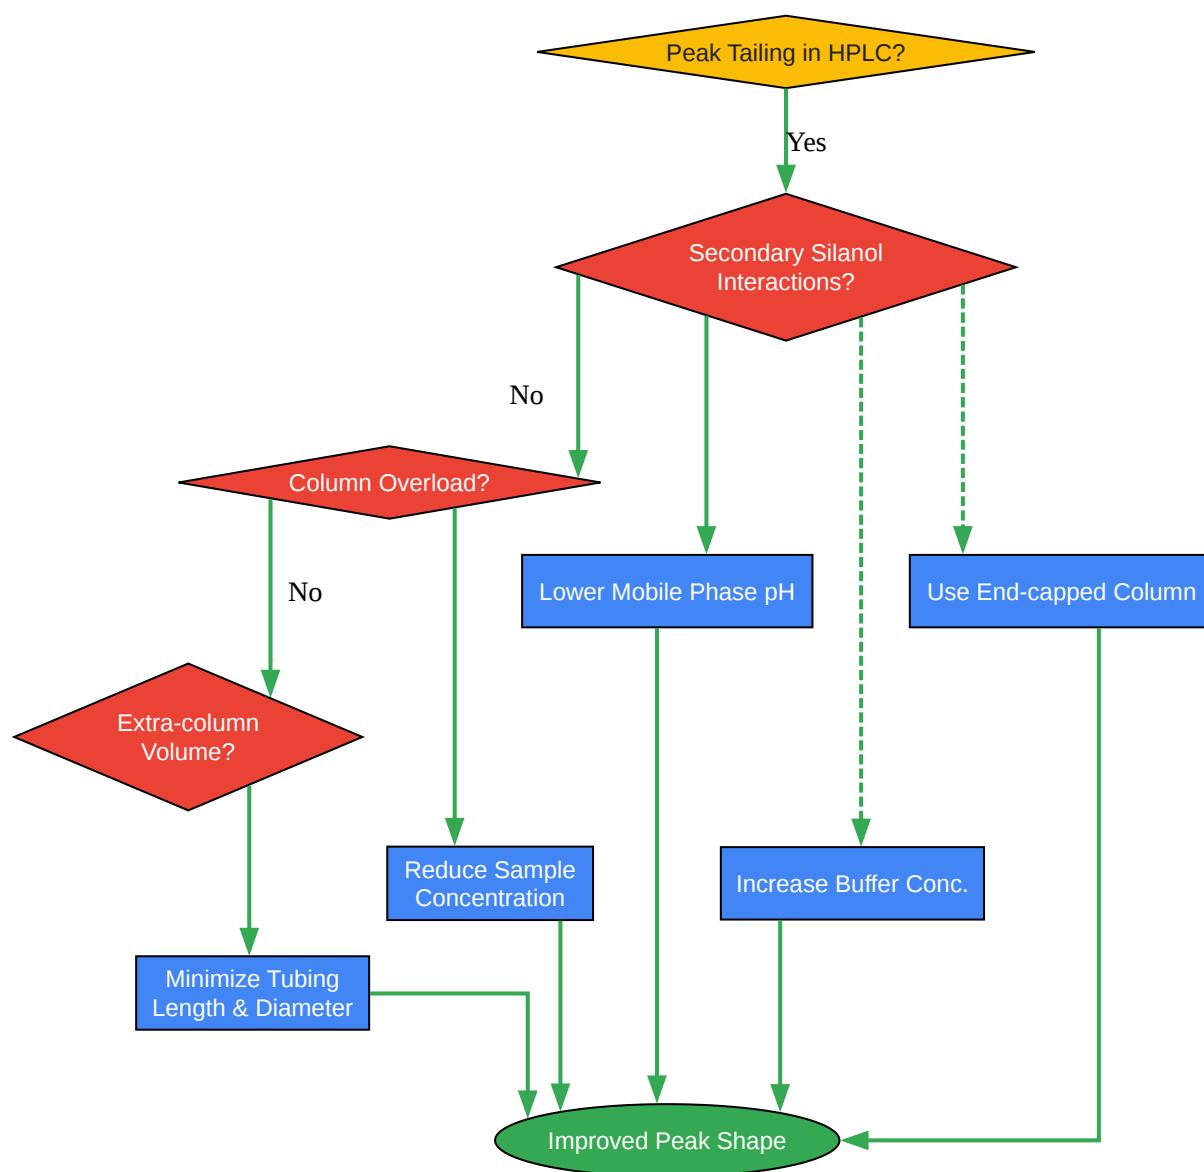 Peak Tailing in HPLC?
Yes
Secondary Silanol
Interactions?
No
Column Overload?
No
Lower Mobile Phase pH
Use End-capped Column
Extra-column
Volume?
Reduce Sample
Concentration
Increase Buffer Conc.
Minimize Tubing
Length & Diameter
Improved Peak Shape